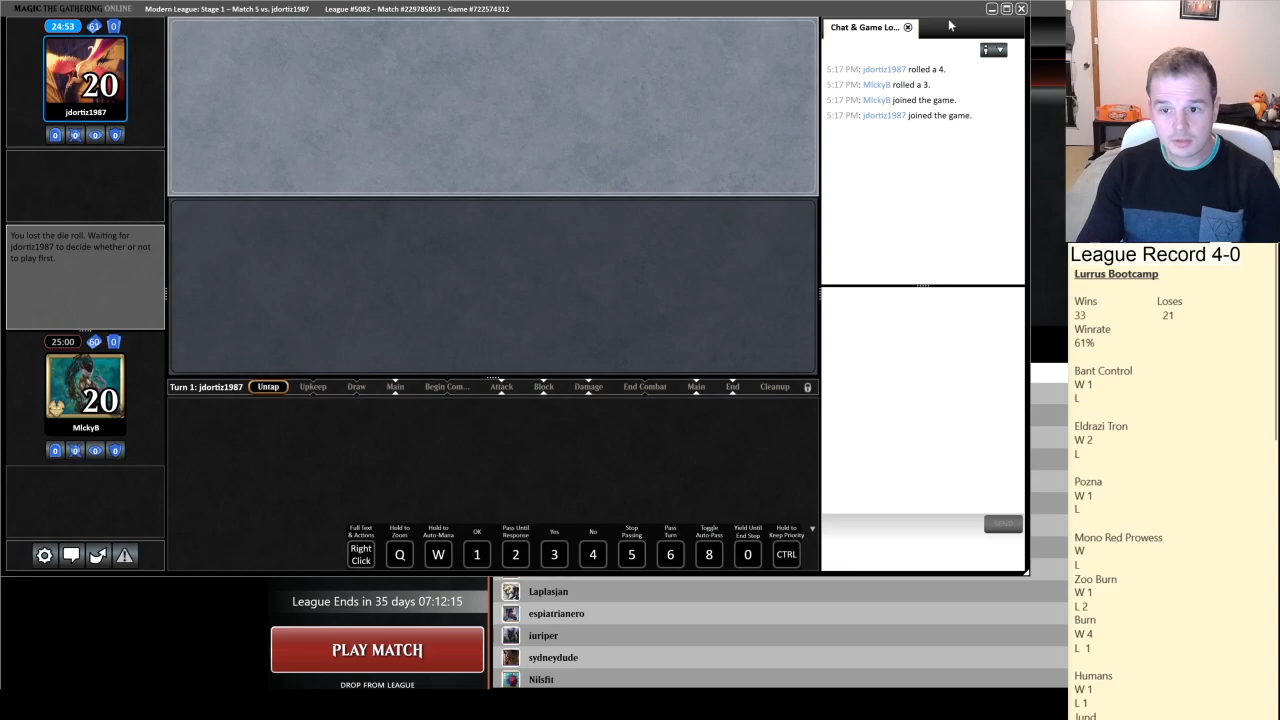 MAGIC THE GATHERING ONLINE Modern League: Stage 1 – Match 5 vs. jdortiz1987 League #5082 – Match #229785853 – Game #722574312
24:53 61 0
20
jdortiz1987
0 0 0 0
You lost the die roll. Waiting for
jdortiz1987 to decide whether or not
to play first.
25:00 60 0
20
MlckyB
0 0 0 0
Turn 1: jdortiz1987 Untap Upkeep Draw Main Begin Com... Attack Block Damage End Combat Main End Cleanup
Full Text & Actions Right Click
Hold to Zoom Q
Hold to Auto-Mana W
OK 1
Pass Until Response 2
Yes 3
No 4
Stop Passing 5
Pass Turn 6
Toggle Auto-Pass 8
Yield Until End Step 0
Hold to Keep Priority CTRL
Chat & Game Lo...
5:17 PM: jdortiz1987 rolled a 4.
5:17 PM: MlckyB rolled a 3.
5:17 PM: MlckyB joined the game.
5:17 PM: jdortiz1987 joined the game.
SEND
League Ends in 35 days 07:12:15
PLAY MATCH
DROP FROM LEAGUE
Laplasjan
espiatrianero
iuriper
sydneydude
Nilsfit
League Record 4-0
Lurrus Bootcamp
Wins Loses
33 21
Winrate
61%
Bant Control
W 1
L
Eldrazi Tron
W 2
L
Pozna
W 1
L
Mono Red Prowess
W
L
Zoo Burn
W 1
L 2
Burn
W 4
L 1
Humans
W 1
L 1
Jund